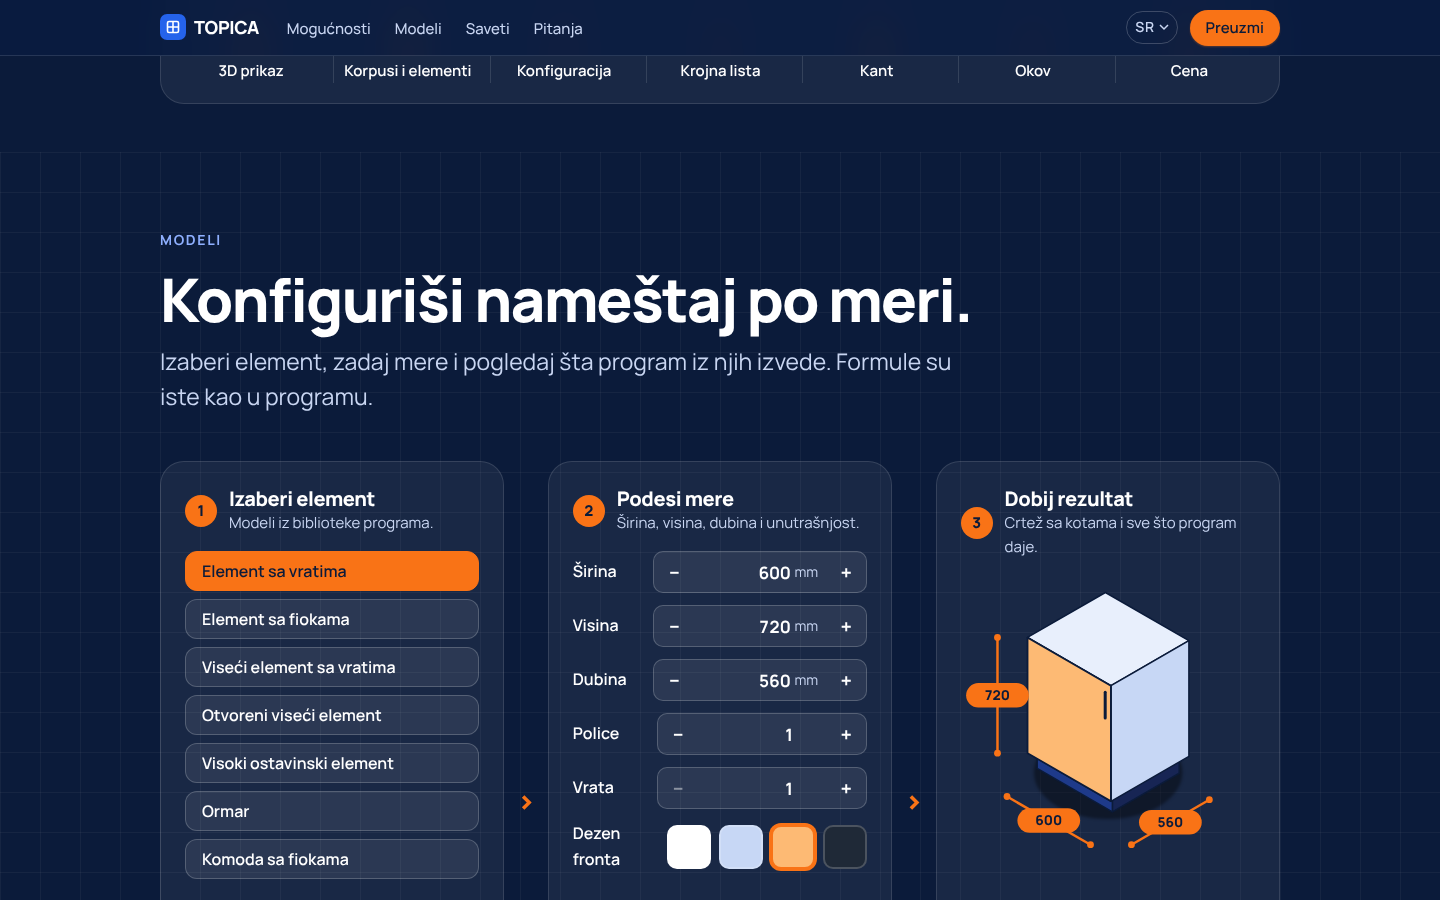 TOPICA
Mogućnosti
Modeli
Saveti
Pitanja
SR
Preuzmi
3D prikaz
Korpusi i elementi
Konfiguracija
Krojna lista
Kant
Okov
Cena
MODELI
Konfiguriši nameštaj po meri.
Izaberi element, zadaj mere i pogledaj šta program iz njih izvede. Formule su
iste kao u programu.
1
Izaberi element
Modeli iz biblioteke programa.
Element sa vratima
Element sa fiokama
Viseći element sa vratima
Otvoreni viseći element
Visoki ostavinski element
Ormar
Komoda sa fiokama
2
Podesi mere
Širina, visina, dubina i unutrašnjost.
Širina
− 600 mm +
Visina
− 720 mm +
Dubina
− 560 mm +
Police
− 1 +
Vrata
− 1 +
Dezen
fronta
3
Dobij rezultat
Crtež sa kotama i sve što program
daje.
720
600
560